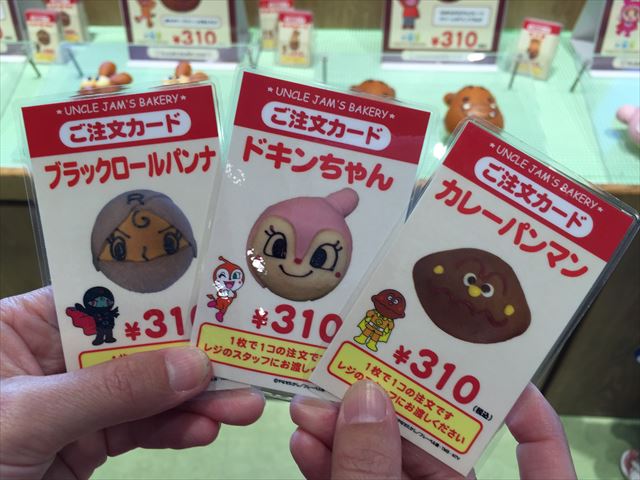 ¥310
¥310
* UNCLE JAM'S BAKERY *
ご注文カード
ブラックロールパンナ
¥31
* UNCLE JAM'S BAKERY *
ご注文カード
ドキンちゃん
¥310
1枚で1コの注文です
レジのスタッフにお渡しく
* UNCLE JAM'S BAKERY *
ご注文カード
カレーパンマン
¥310
(税込)
1枚で1コの注文です
レジのスタッフにお渡しください